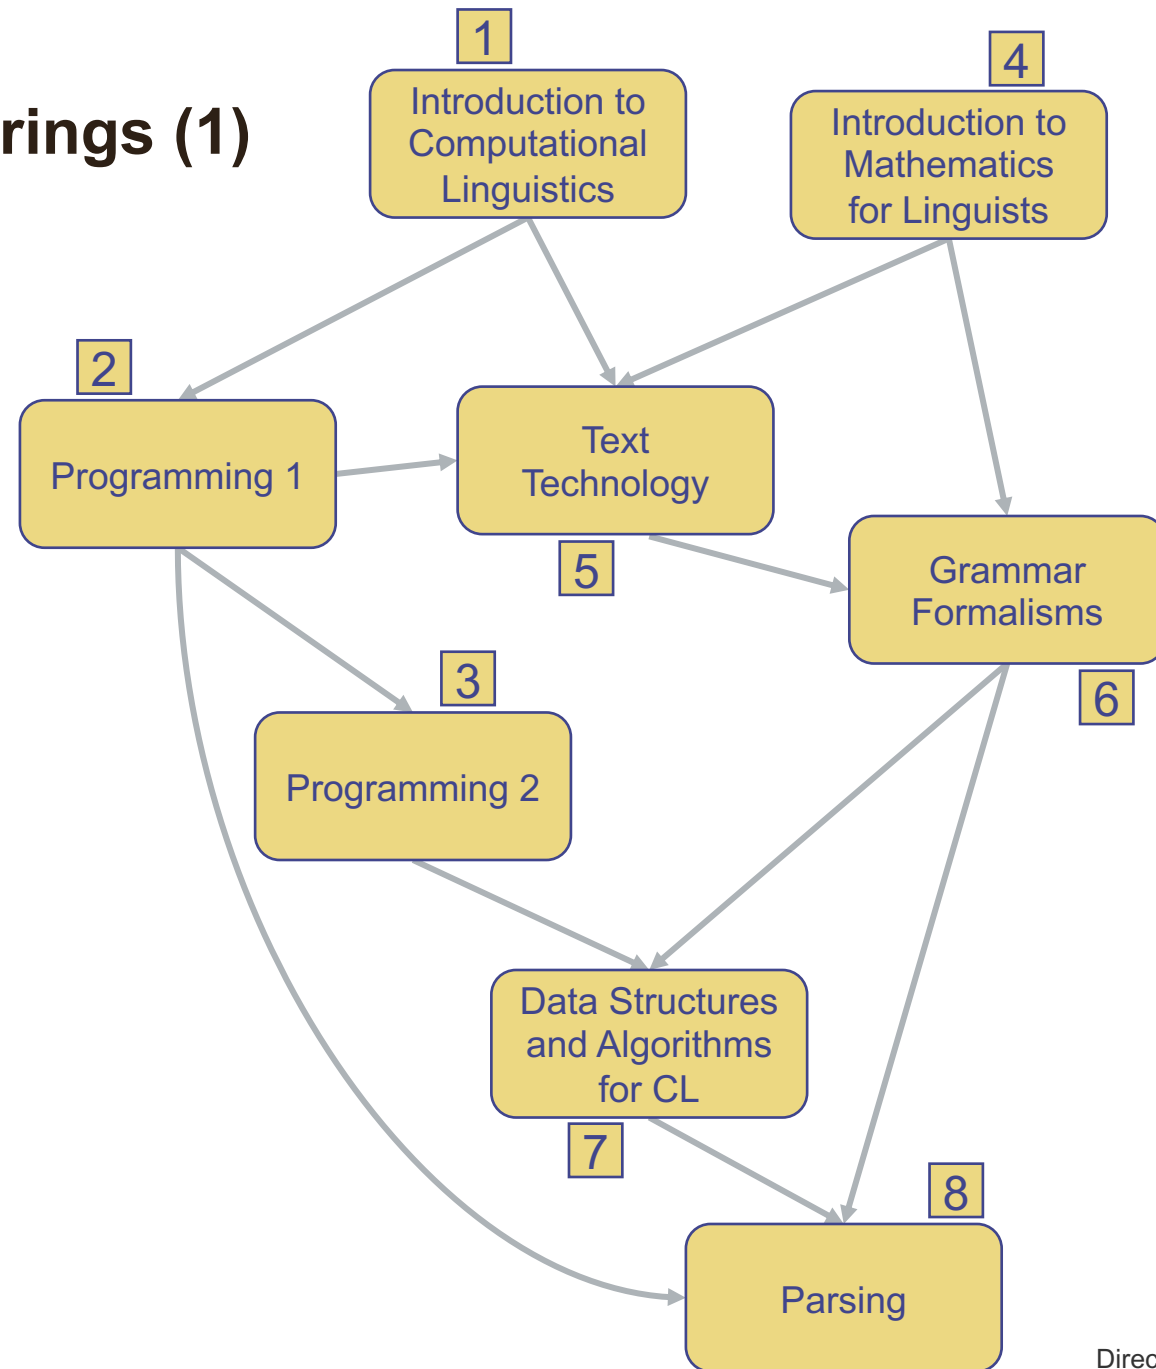 rings (1)
1
Introduction to
Computational
Linguistics
4
Introduction to
Mathematics
for Linguists
2
Programming 1
Text
Technology
5
Grammar
Formalisms
6
3
Programming 2
Data Structures
and Algorithms
for CL
7
8
Parsing
Direc